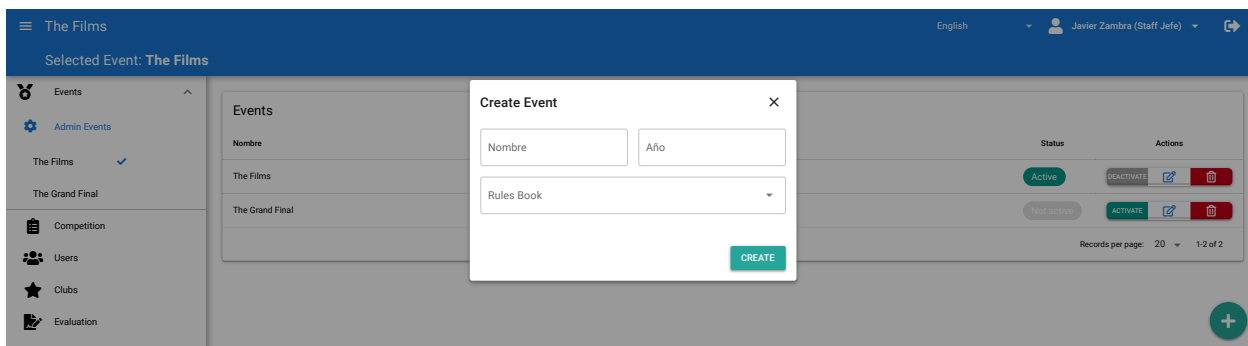 The Films
English
Javier Zambra (Staff Jefe)
Selected Event: The Films
Events
Admin Events
The Films
The Grand Final
Competition
Users
Clubs
Evaluation
Events
Nombre
Status
Actions
The Films
Active
DEACTIVATE
The Grand Final
Not active
ACTIVATE
Records per page: 20
1-2 of 2
Create Event
Nombre
Año
Rules Book
CREATE